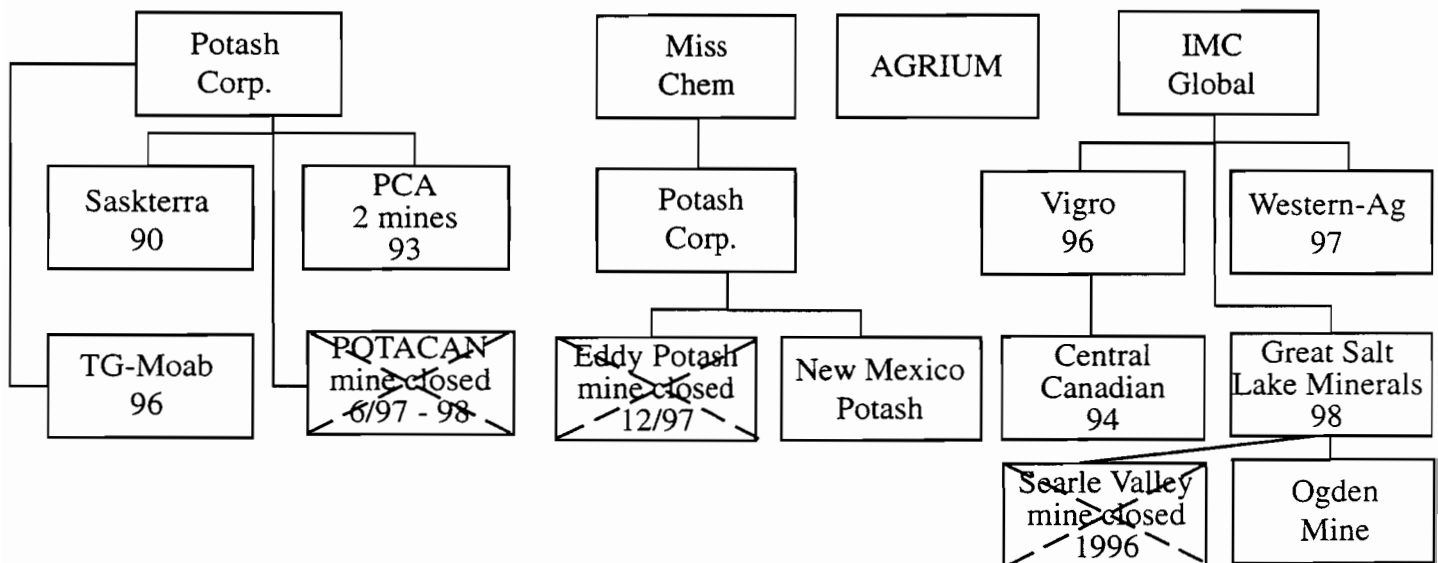 Potash
Corp.
Miss
Chem
AGRIUM
IMC
Global
Saskterra
90
PCA
2 mines
93
Potash
Corp.
Vigro
96
Western-Ag
97
TG-Moab
96
POTACAN
mine closed
6/97 - 98
Eddy Potash
mine closed
12/97
New Mexico
Potash
Central
Canadian
94
Great Salt
Lake Minerals
98
Searle Valley
mine closed
1996
Ogden
Mine